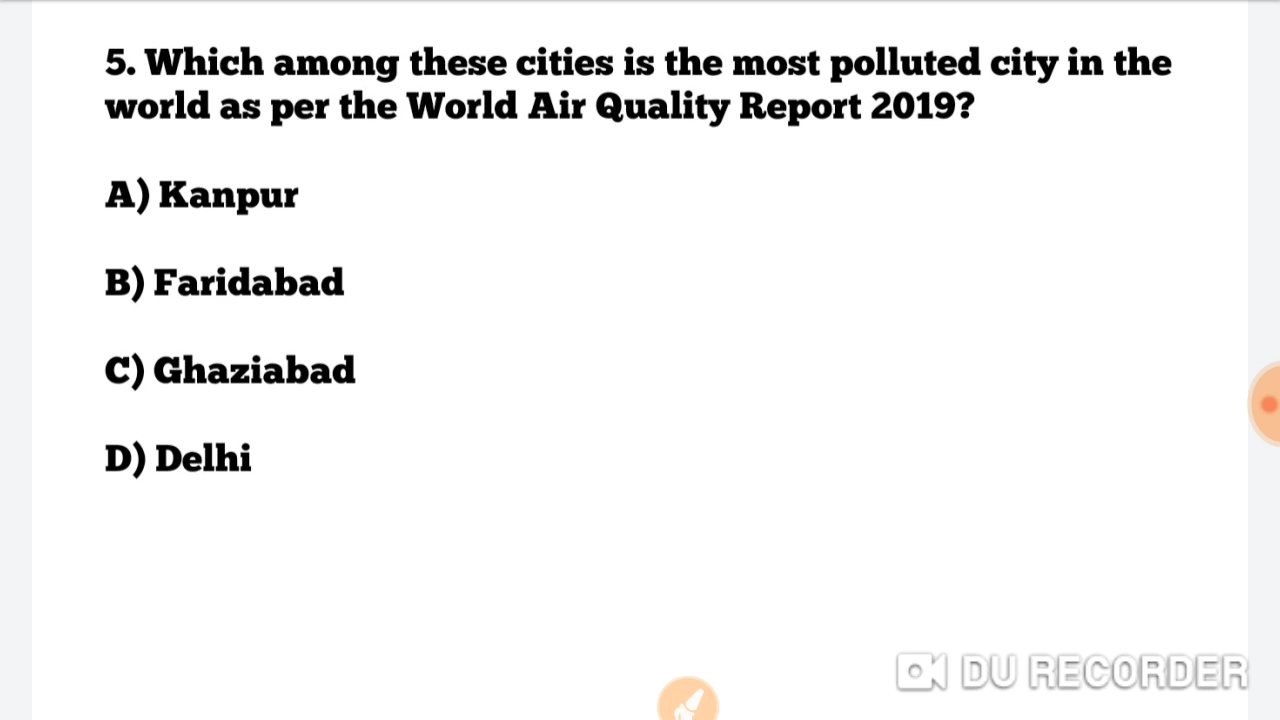 5. Which among these cities is the most polluted city in the
world as per the World Air Quality Report 2019?
A) Kanpur
B) Faridabad
C) Ghaziabad
D) Delhi
DU RECORDER